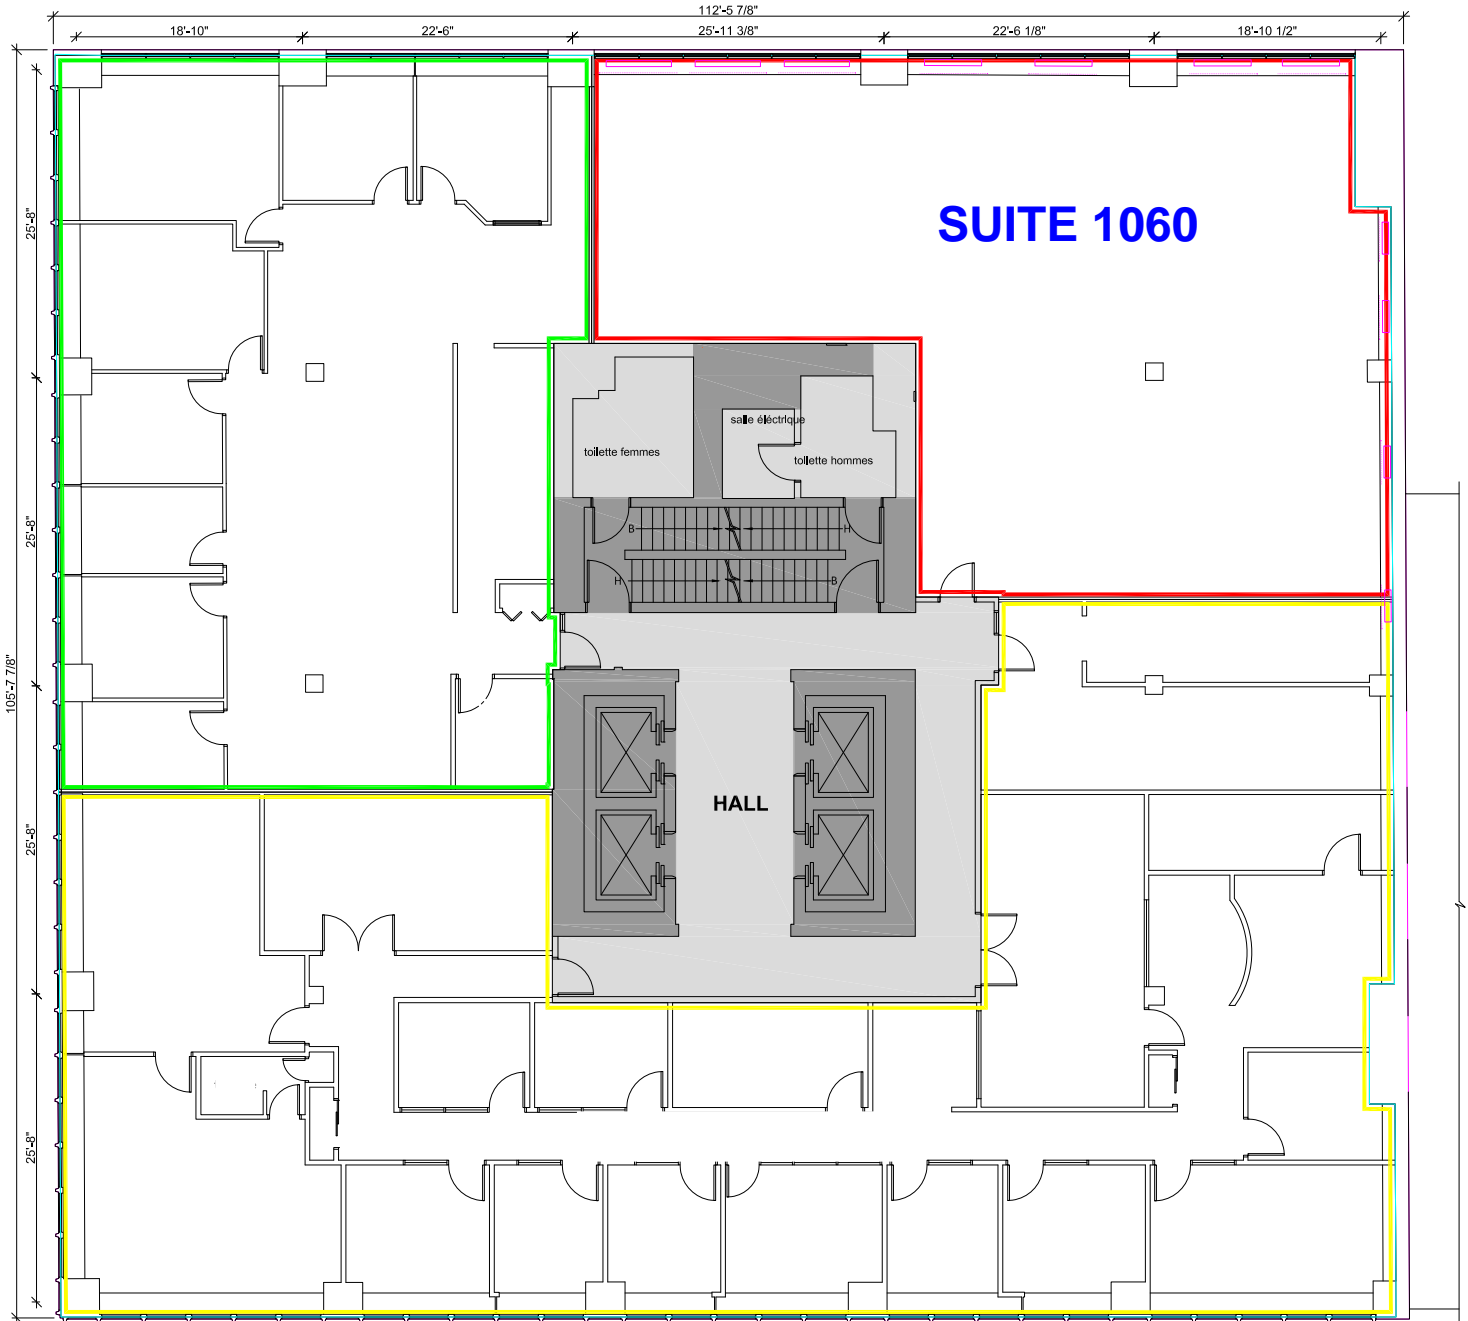 112'-5 7/8"
18'-10"
22'-6"
25'-11 3/8"
22'-6 1/8"
18'-10 1/2"
SUITE 1060
25'-8"
salle éléctrique
toilette femmes
toilette hommes
25'-8"
B
H
H
B
105'-7 7/8"
HALL
25'-8"
25'-8"